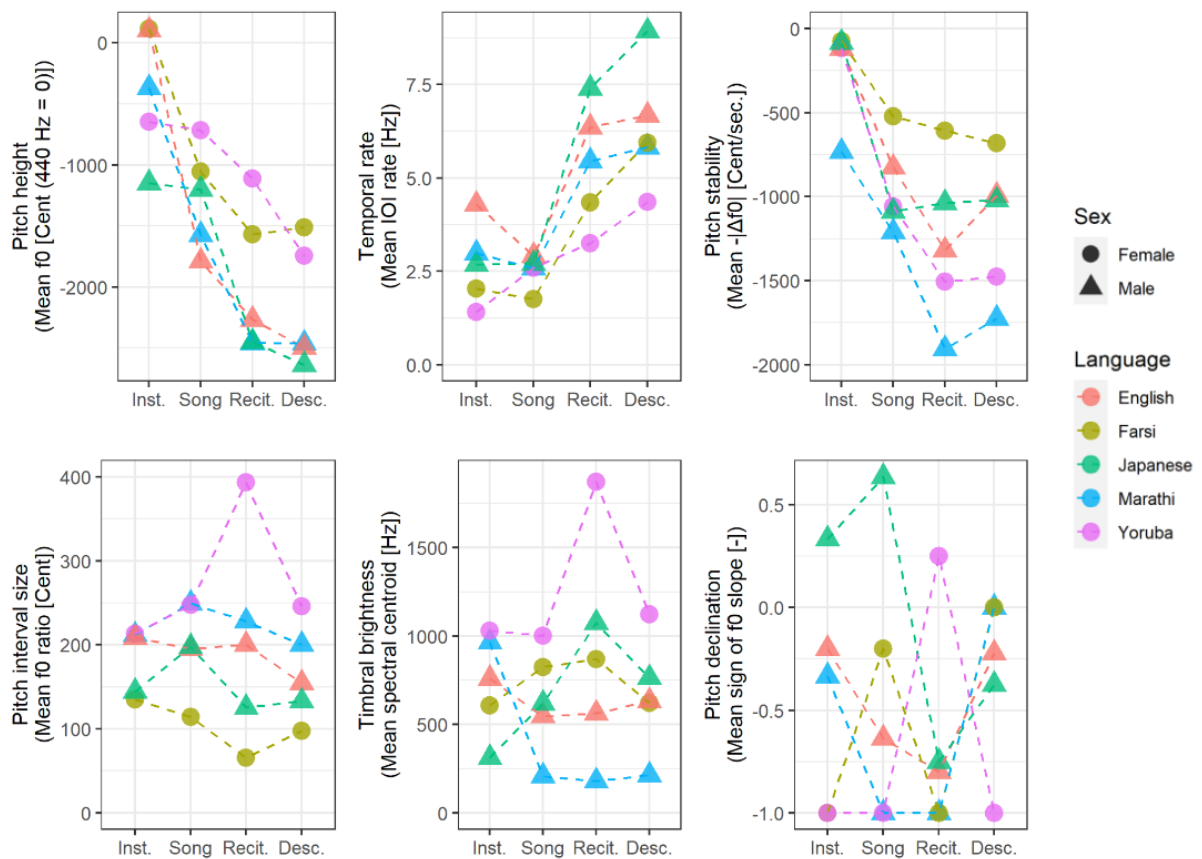 Pitch height
(Mean f0 [Cent (440 Hz = 0)])
0
-1000
-2000
Inst. Song Recit. Desc.
Temporal rate
(Mean IOI rate [Hz])
7.5
5.0
2.5
0.0
Inst. Song Recit. Desc.
Pitch stability
(Mean -|Δf0| [Cent/sec.])
0
-500
-1000
-1500
-2000
Inst. Song Recit. Desc.
Pitch interval size
(Mean f0 ratio [Cent])
400
300
200
100
0
Inst. Song Recit. Desc.
Timbral brightness
(Mean spectral centroid [Hz])
1500
1000
500
0
Inst. Song Recit. Desc.
Pitch declination
(Mean sign of f0 slope [-])
0.5
0.0
-0.5
-1.0
Inst. Song Recit. Desc.
Sex
Female
Male
Language
English
Farsi
Japanese
Marathi
Yoruba